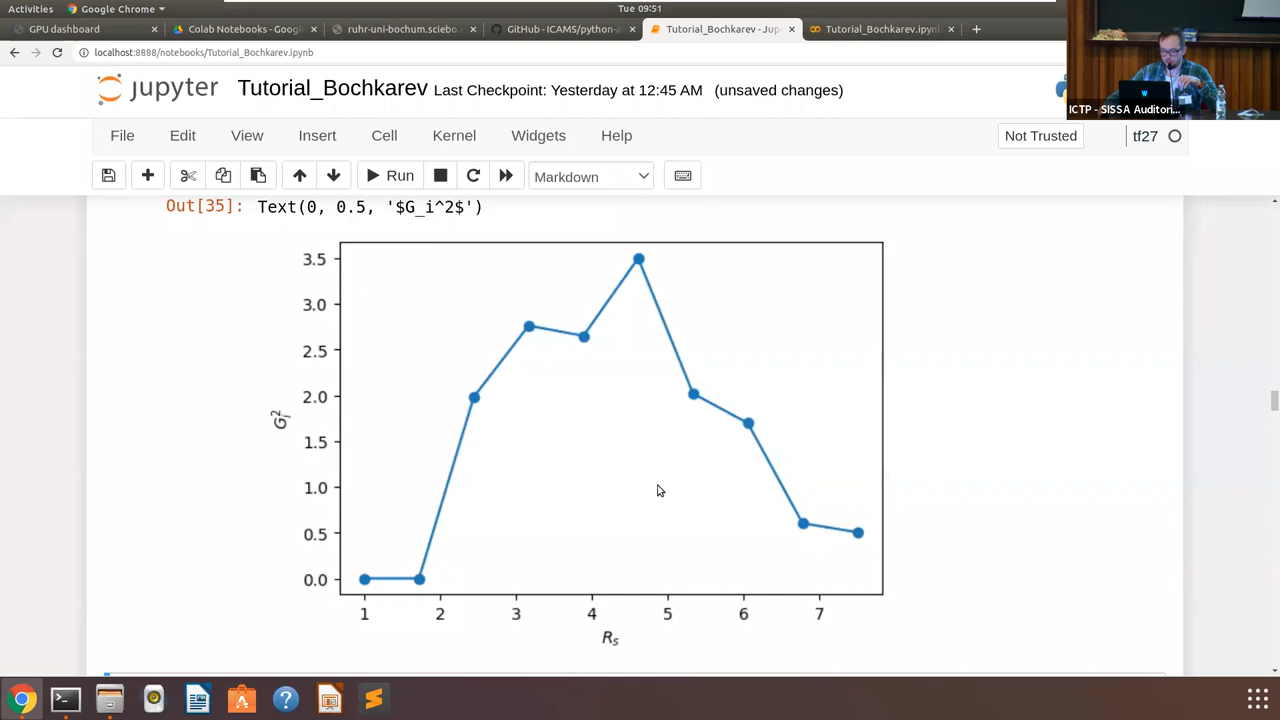 Activities Google Chrome Tue 09:51
GPU dashboard Colab Notebooks - Goog ruhr-uni-bochum.sciebo. GitHub - ICAMS/python-a Tutorial_Bochkarev - Jup Tutorial_Bochkarev.ipynb
localhost:8888/notebooks/Tutorial_Bochkarev.ipynb
jupyter Tutorial_Bochkarev Last Checkpoint: Yesterday at 12:45 AM (unsaved changes)
ICTP - SISSA Auditori...
File Edit View Insert Cell Kernel Widgets Help Not Trusted tf27
Run Markdown
Out[35]: Text(0, 0.5, '$G_i^2$')
3.5
3.0
2.5
2.0
1.5
1.0
0.5
0.0
G_i^2
1 2 3 4 5 6 7
R_s